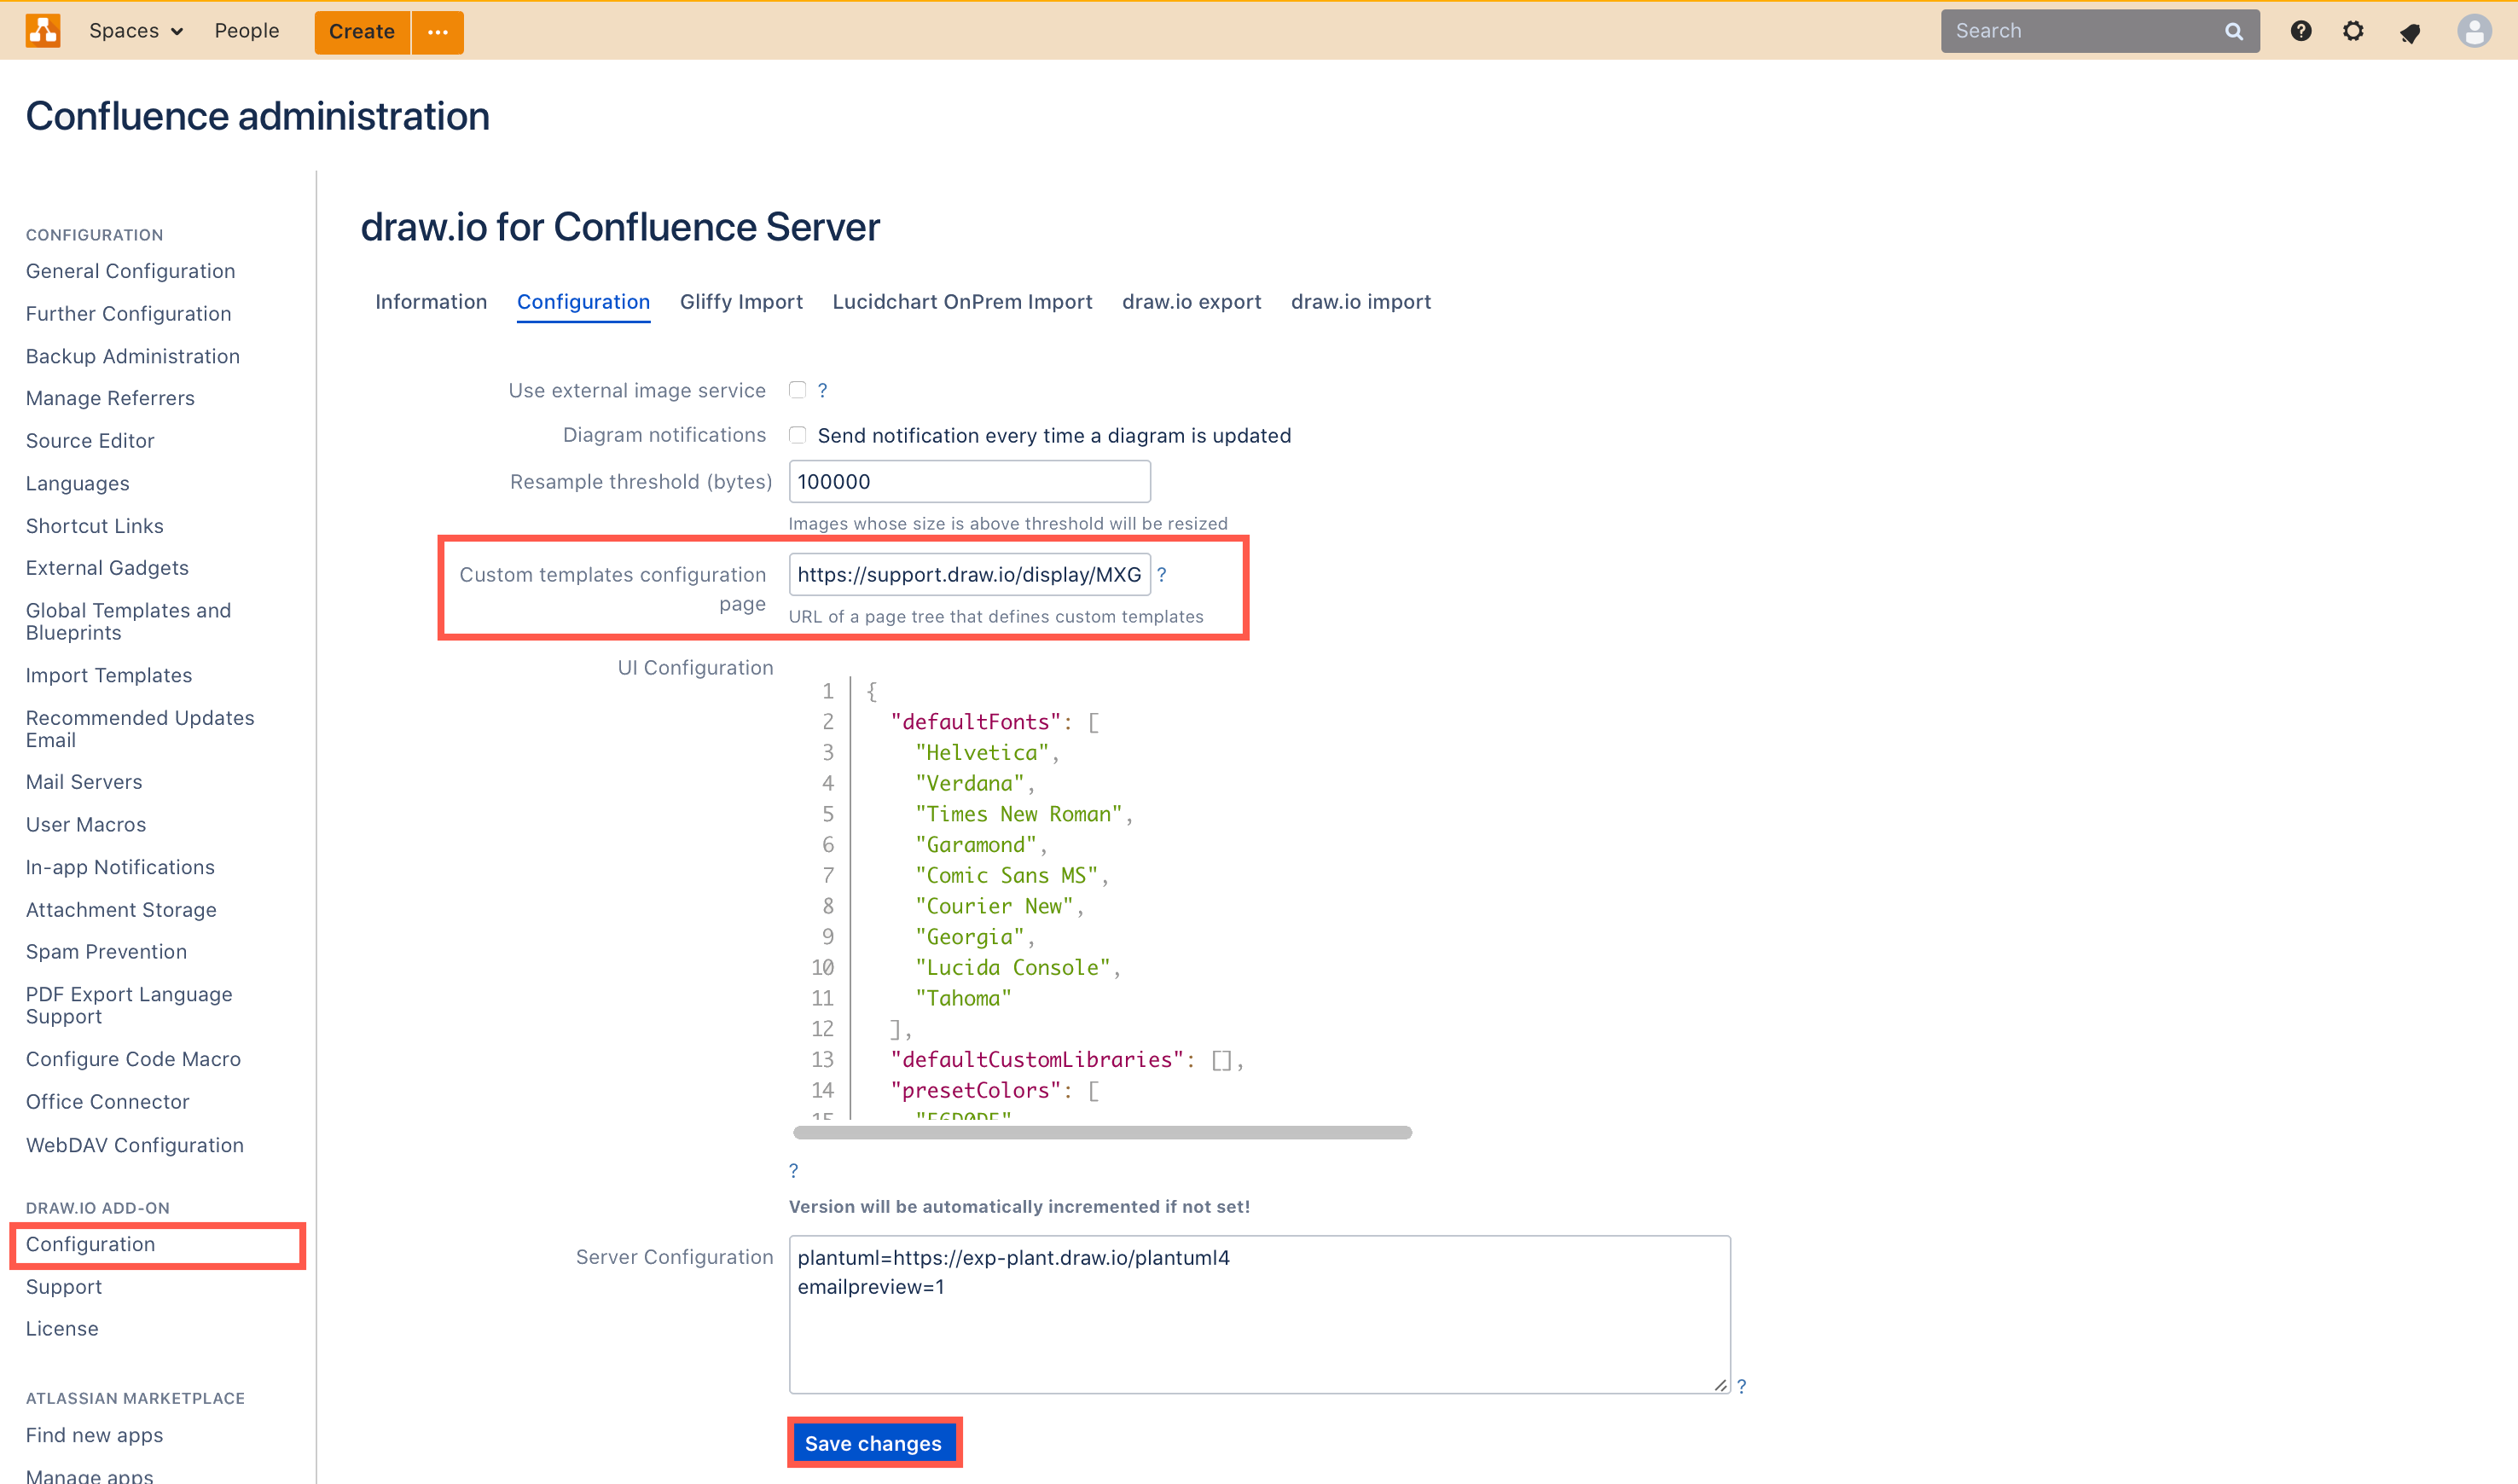 Spaces People Create ... Search
Confluence administration
CONFIGURATION
General Configuration
Further Configuration
Backup Administration
Manage Referrers
Source Editor
Languages
Shortcut Links
External Gadgets
Global Templates and
Blueprints
Import Templates
Recommended Updates
Email
Mail Servers
User Macros
In-app Notifications
Attachment Storage
Spam Prevention
PDF Export Language
Support
Configure Code Macro
Office Connector
WebDAV Configuration
DRAW.IO ADD-ON
Configuration
Support
License
ATLASSIAN MARKETPLACE
Find new apps
Manage apps
draw.io for Confluence Server
Information Configuration Gliffy Import Lucidchart OnPrem Import draw.io export draw.io import
Use external image service ?
Diagram notifications Send notification every time a diagram is updated
Resample threshold (bytes) 100000
Images whose size is above threshold will be resized
Custom templates configuration https://support.draw.io/display/MXG ?
page
URL of a page tree that defines custom templates
UI Configuration
1 {
2 "defaultFonts": [
3 "Helvetica",
4 "Verdana",
5 "Times New Roman",
6 "Garamond",
7 "Comic Sans MS",
8 "Courier New",
9 "Georgia",
10 "Lucida Console",
11 "Tahoma"
12 ],
13 "defaultCustomLibraries": [],
14 "presetColors": [
15
?
Version will be automatically incremented if not set!
Server Configuration plantuml=https://exp-plant.draw.io/plantuml4
emailpreview=1
?
Save changes